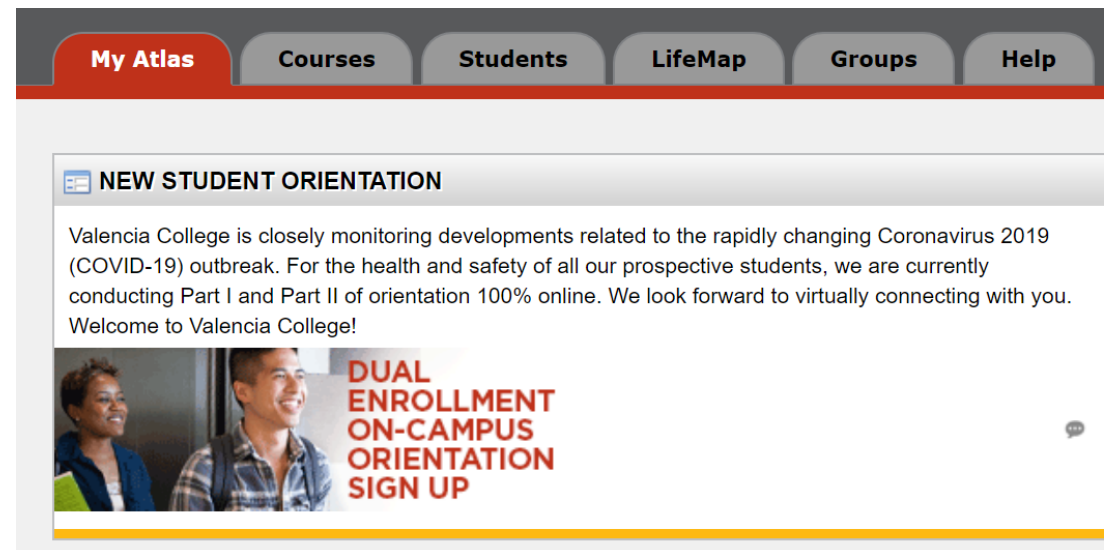 My Atlas Courses Students LifeMap Groups Help
NEW STUDENT ORIENTATION
Valencia College is closely monitoring developments related to the rapidly changing Coronavirus 2019
(COVID-19) outbreak. For the health and safety of all our prospective students, we are currently
conducting Part I and Part II of orientation 100% online. We look forward to virtually connecting with you.
Welcome to Valencia College!
DUAL
ENROLLMENT
ON-CAMPUS
ORIENTATION
SIGN UP